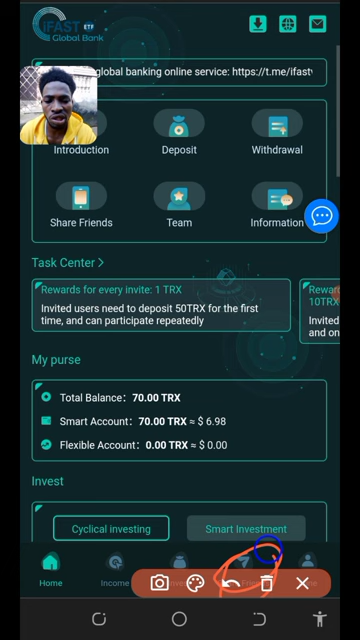 iFAST ETF
Global Bank
global banking online service: https://t.me/ifast
Introduction
Deposit
Withdrawal
Share Friends
Team
Information
Task Center >
Rewards for every invite: 1 TRX
Invited users need to deposit 50TRX for the first
time, and can participate repeatedly
Rewar
10TRX
Invited
and on
My purse
Total Balance: 70.00 TRX
Smart Account: 70.00 TRX ≈ $ 6.98
Flexible Account: 0.00 TRX ≈ $ 0.00
Invest
Cyclical investing
Smart Investment
Home
Income